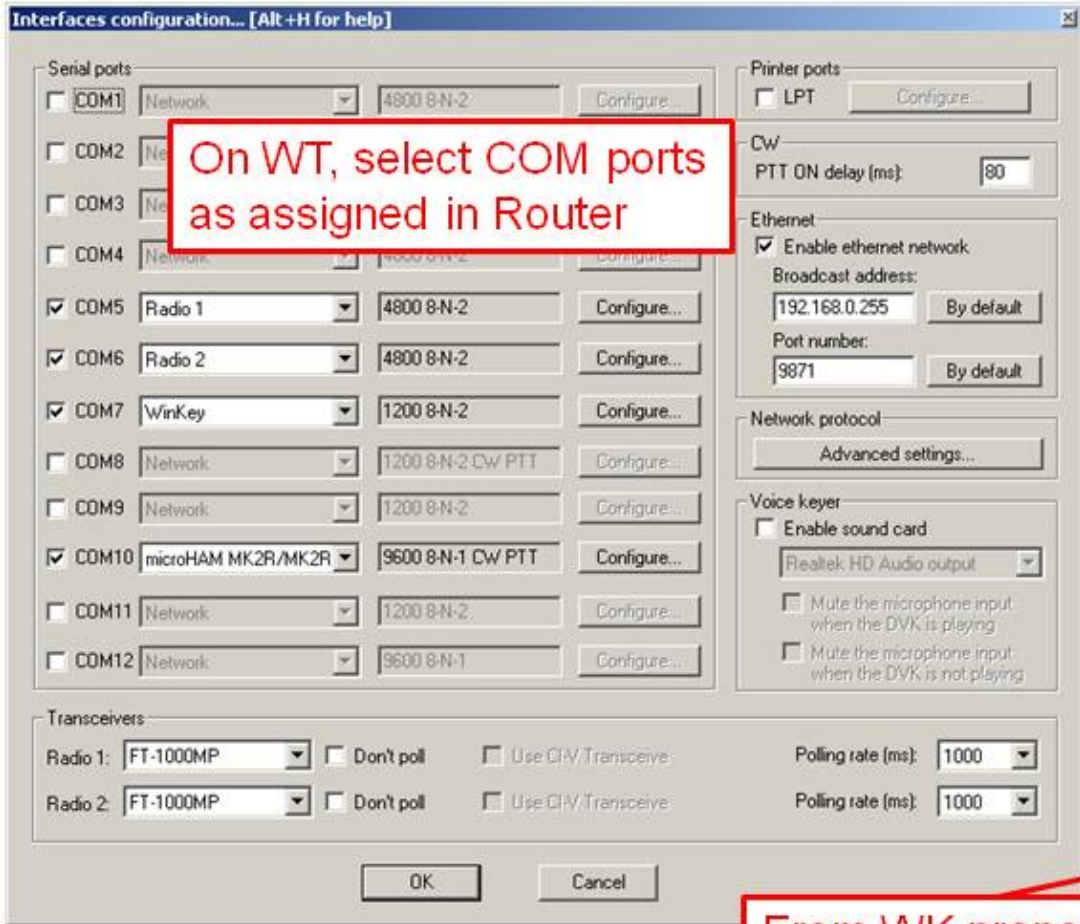 Interfaces configuration... [Alt+H for help]
Serial ports
COM1 Network 4800 8-N-2 Configure...
COM2
COM3
COM4 Network
COM5 Radio 1 4800 8-N-2 Configure...
COM6 Radio 2 4800 8-N-2 Configure...
COM7 WinKey 1200 8-N-2 Configure...
COM8 Network 1200 8-N-2 CW PTT Configure...
COM9 Network 1200 8-N-2 Configure...
COM10 microHAM MK2R/MK2R 9600 8-N-1 CW PTT Configure...
COM11 Network 1200 8-N-2 Configure...
COM12 Network 9600 8-N-1 Configure...
On WT, select COM ports
as assigned in Router
Printer ports
LPT Configure...
CW
PTT ON delay (ms): 80
Ethernet
Enable ethernet network
Broadcast address:
192.168.0.255 By default
Port number:
9871 By default
Network protocol
Advanced settings...
Voice keyer
Enable sound card
Realtek HD Audio output
Mute the microphone input
when the DVK is playing
Mute the microphone input
when the DVK is not playing
Transceivers
Radio 1: FT-1000MP Don't poll Use CI-V Transceive Polling rate (ms): 1000
Radio 2: FT-1000MP Don't poll Use CI-V Transceive Polling rate (ms): 1000
OK Cancel